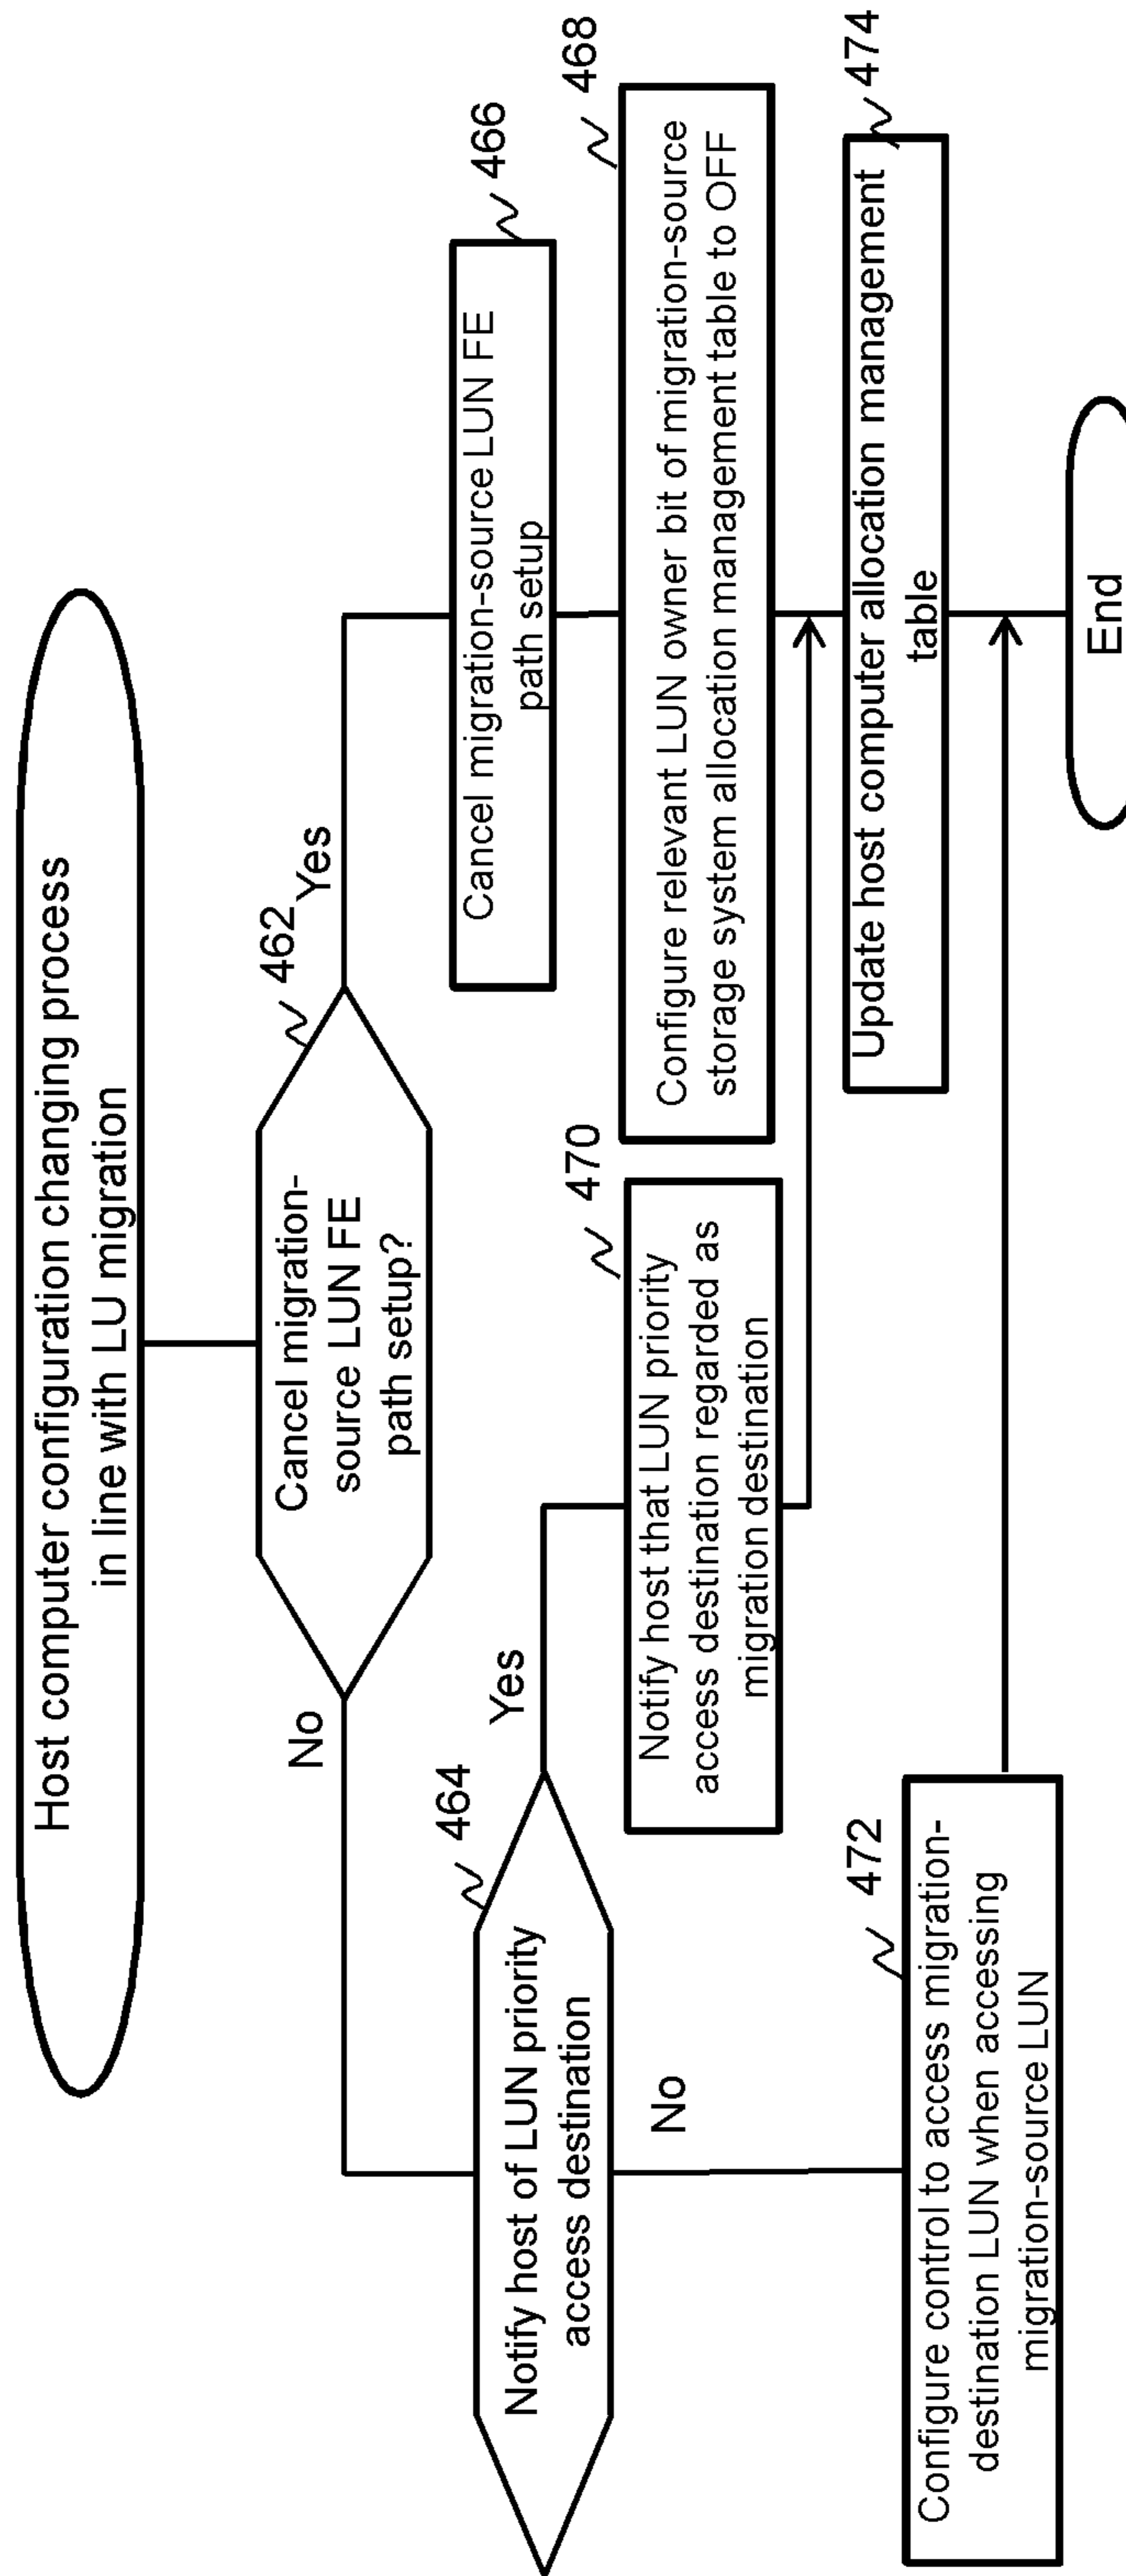 Host computer configuration changing process
in line with LU migration
462
Cancel migration-
source LUN FE
path setup?
Yes
No
466
Cancel migration-source LUN FE
path setup
464
Notify host of LUN priority
access destination
Yes
No
468
Configure relevant LUN owner bit of migration-source
storage system allocation management table to OFF
470
Notify host that LUN priority
access destination regarded as
migration destination
474
Update host computer allocation management
table
472
Configure control to access migration-
destination LUN when accessing
migration-source LUN
End